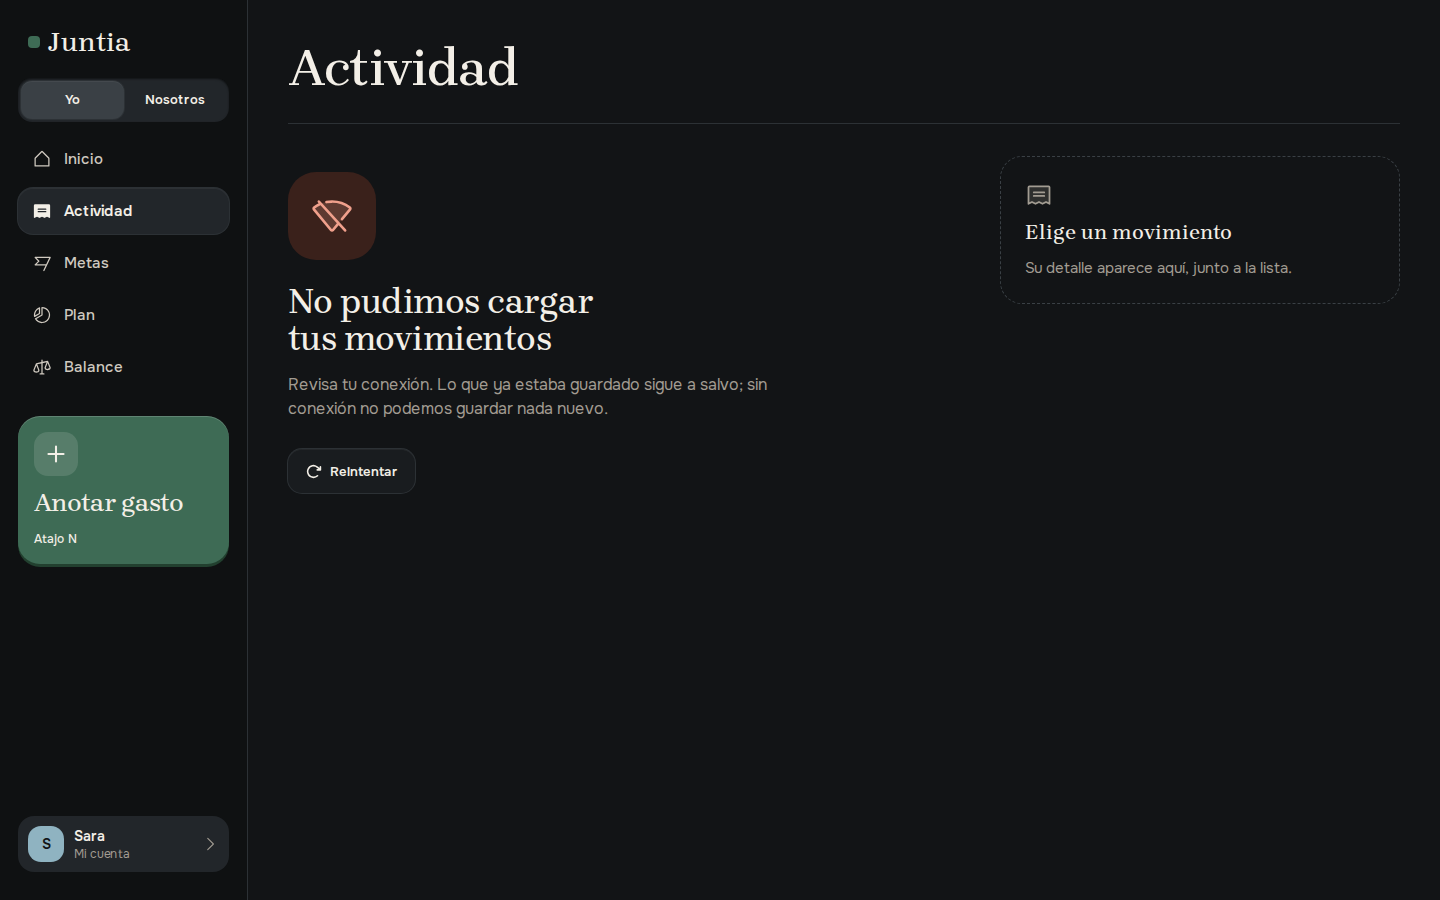 Juntia
Yo
Nosotros
Inicio
Actividad
Metas
Plan
Balance
Anotar gasto
Atajo N
S
Sara
Mi cuenta
Actividad
No pudimos cargar
tus movimientos
Revisa tu conexión. Lo que ya estaba guardado sigue a salvo; sin
conexión no podemos guardar nada nuevo.
Reintentar
Elige un movimiento
Su detalle aparece aquí, junto a la lista.